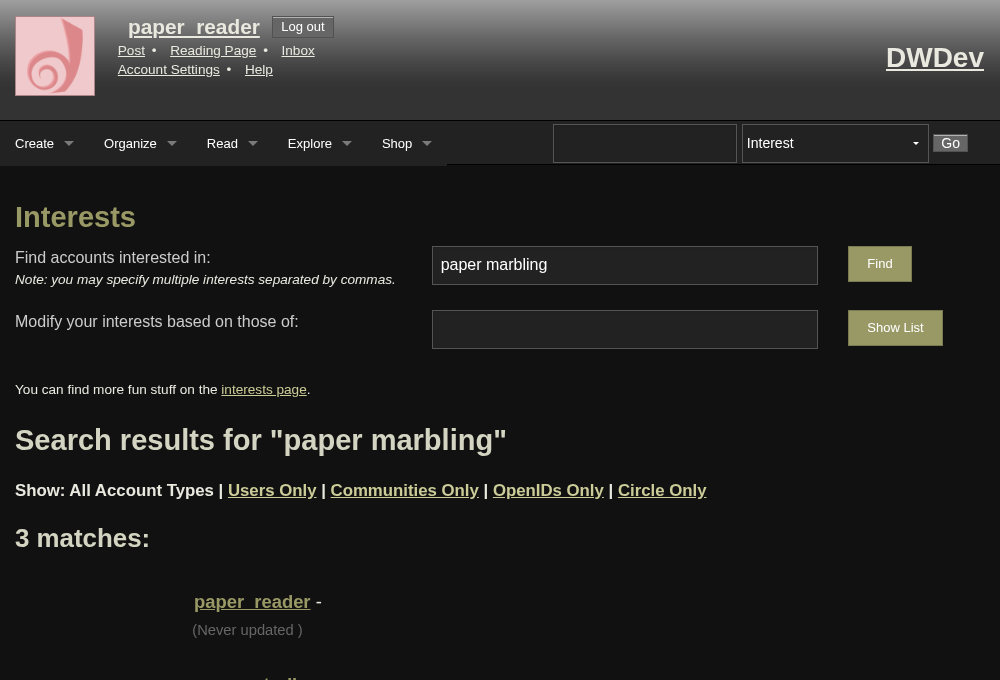 paper_reader Log out
Post • Reading Page • Inbox
Account Settings • Help
DWDev
Create Organize Read Explore Shop Interest Go
Interests
Find accounts interested in: paper marbling Find
Note: you may specify multiple interests separated by commas.
Modify your interests based on those of: Show List
You can find more fun stuff on the interests page.
Search results for "paper marbling"
Show: All Account Types | Users Only | Communities Only | OpenIDs Only | Circle Only
3 matches:
paper_reader -
(Never updated )